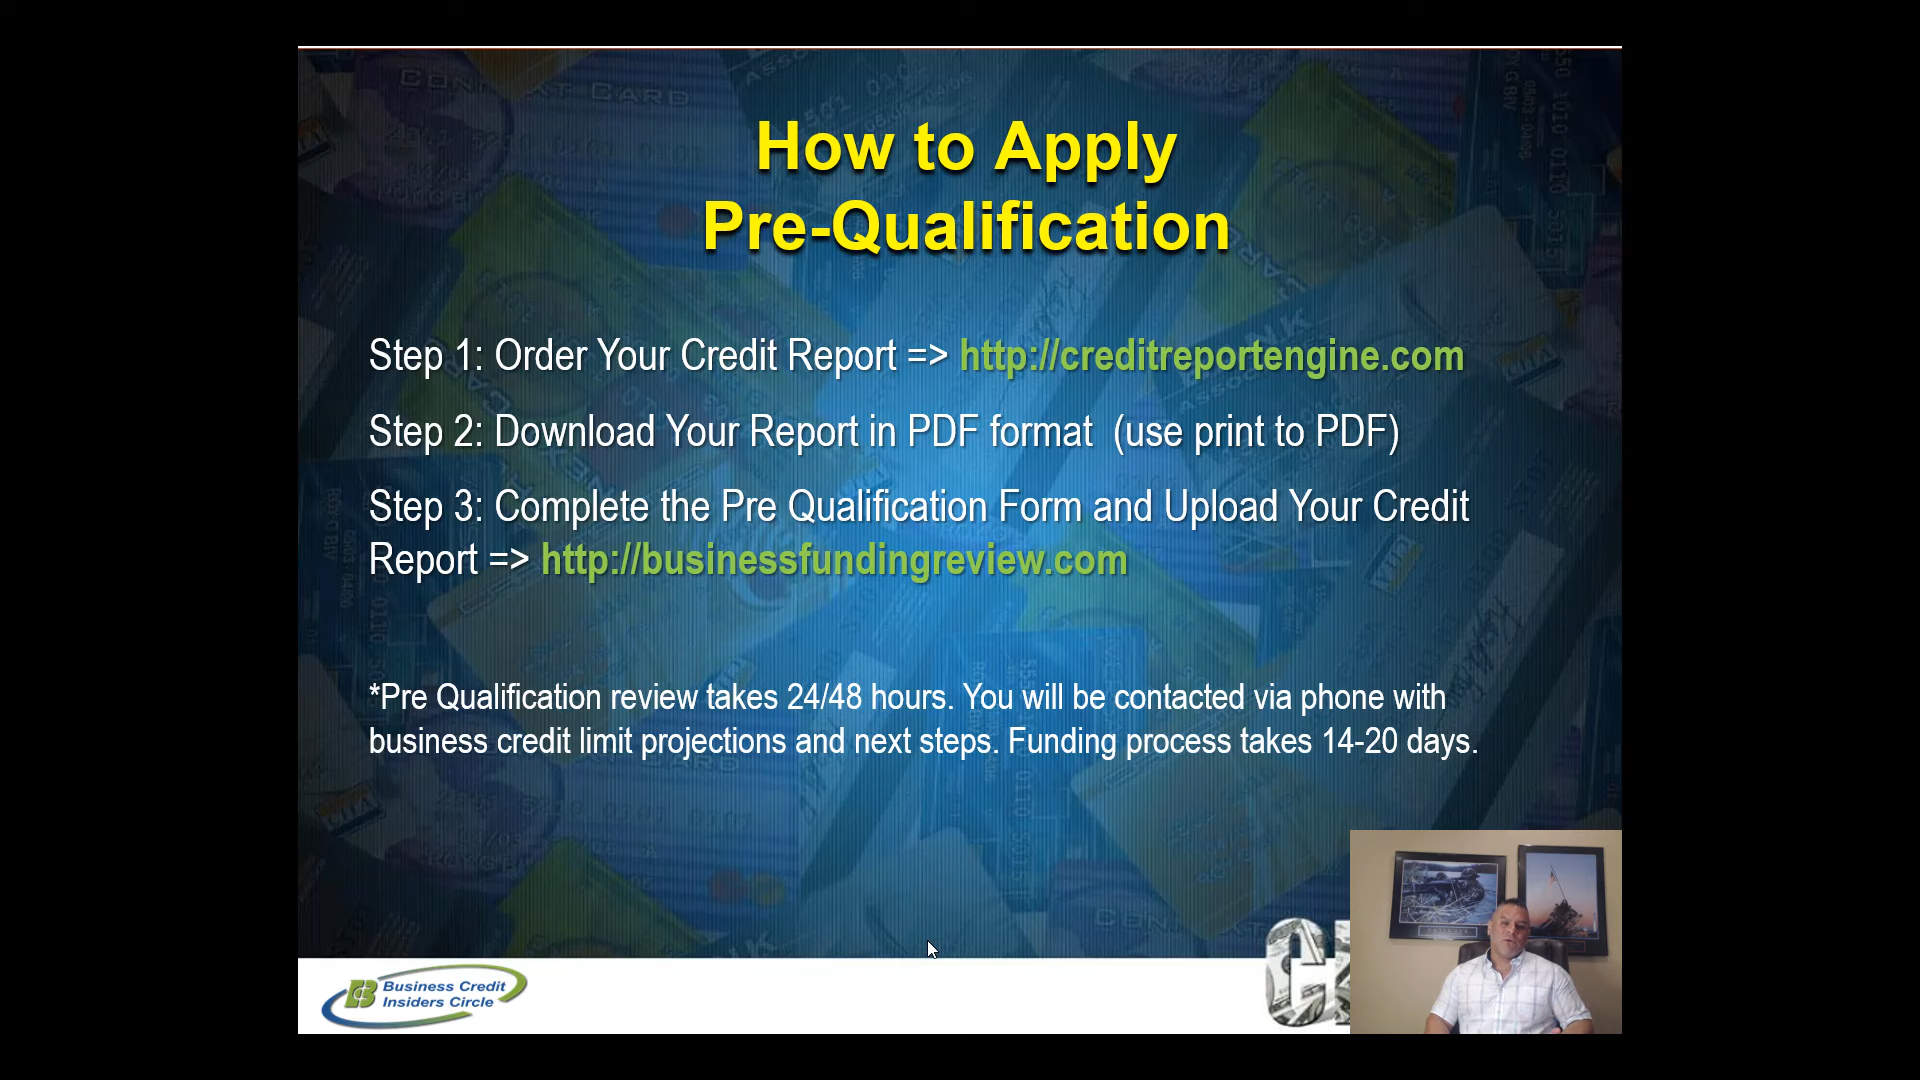 How to Apply
Pre-Qualification
Step 1: Order Your Credit Report => http://creditreportengine.com
Step 2: Download Your Report in PDF format (use print to PDF)
Step 3: Complete the Pre Qualification Form and Upload Your Credit
Report => http://businessfundingreview.com
*Pre Qualification review takes 24/48 hours. You will be contacted via phone with
business credit limit projections and next steps. Funding process takes 14-20 days.
Business Credit
Insiders Circle